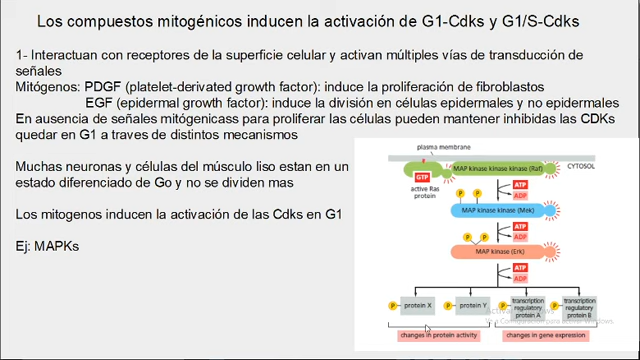 Los compuestos mitogénicos inducen la activación de G1-Cdks y G1/S-Cdks
1- Interactuan con receptores de la superficie celular y activan múltiples vías de transducción de
señales
Mitógenos: PDGF (platelet-derived growth factor): induce la proliferación de fibroblastos
EGF (epidermal growth factor): induce la división en células epidermales y no epidermales
En ausencia de señales mitógenicass para proliferar las células pueden mantener inhibidas las CDKs
quedar en G1 a traves de distintos mecanismos
Muchas neuronas y células del músculo liso estan en un
estado diferenciado de Go y no se dividen mas
Los mitogenos inducen la activación de las Cdks en G1
Ej: MAPKs
plasma membrane
CYTOSOL
MAP kinase kinase kinase (Raf)
GTP
active Ras
protein
ATP
ADP
P P
MAP kinase kinase (Mek)
ATP
ADP
P P
MAP kinase (Erk)
ATP
ADP
P protein X
P protein Y
P transcription
regulatory
protein A
P transcription
regulatory
protein B
changes in protein activity
changes in gene expression